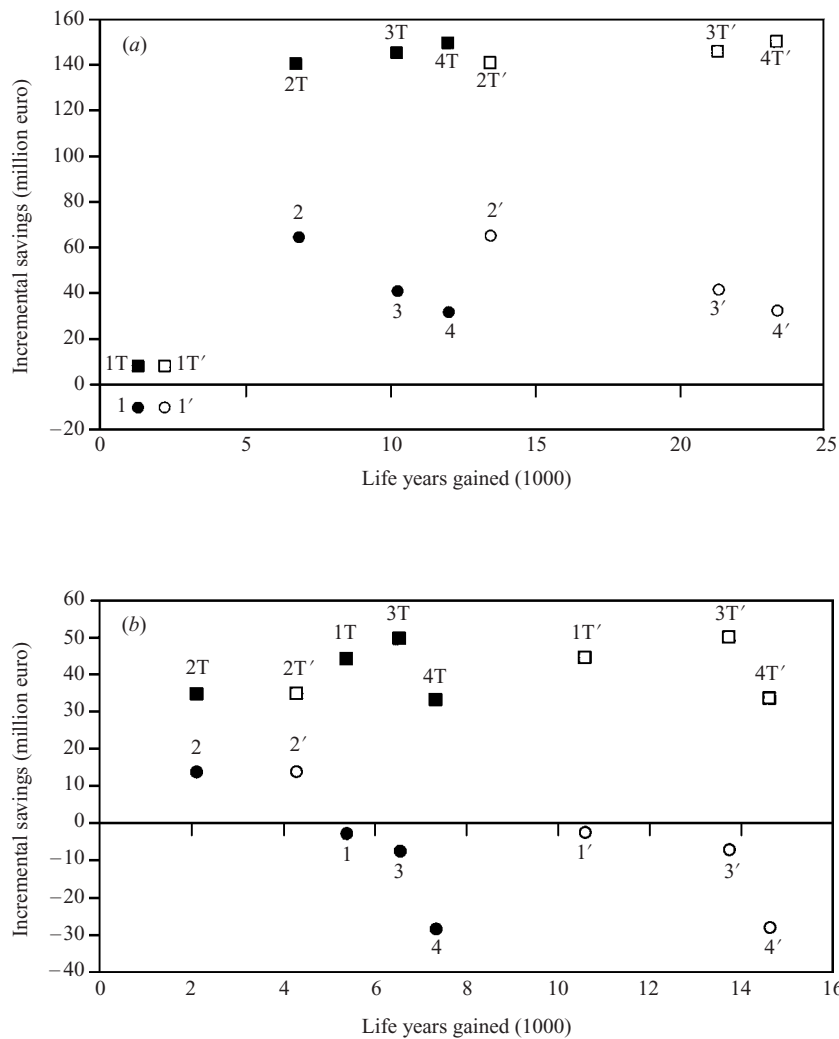 160
140
120
100
80
60
40
20
0
−20
Incremental savings (million euro)
(a)
2T
3T
4T
2T′
3T′
4T′
2
3
4
2′
3′
4′
1T
1T′
1
1′
0 5 10 15 20 25
Life years gained (1000)
60
50
40
30
20
10
0
−10
−20
−30
−40
Incremental savings (million euro)
(b)
2T
2T′
1T
3T
4T
1T′
3T′
4T′
2
2′
1
3
4
1′
3′
4′
0 2 4 6 8 10 12 14 16
Life years gained (1000)